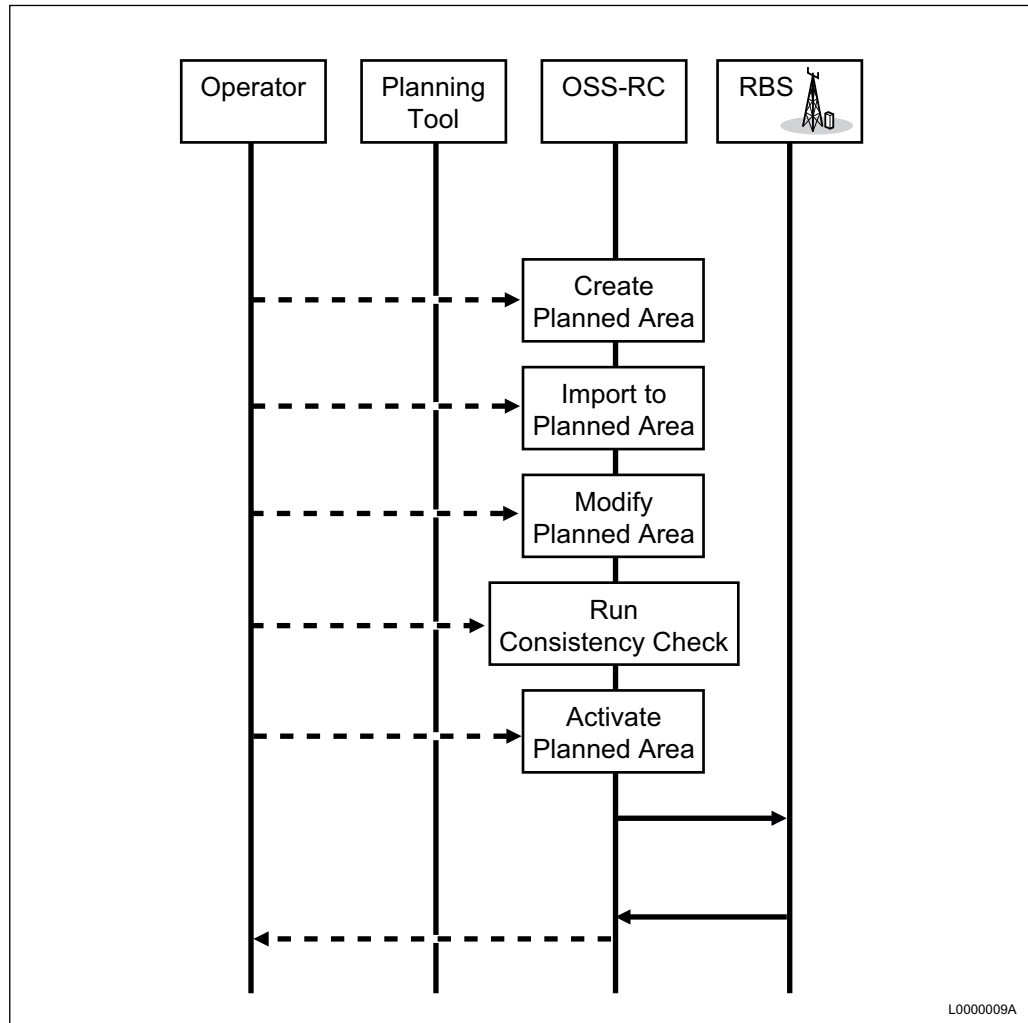 Operator
Planning
Tool
OSS-RC
RBS
Create
Planned Area
Import to
Planned Area
Modify
Planned Area
Run
Consistency Check
Activate
Planned Area
L0000009A